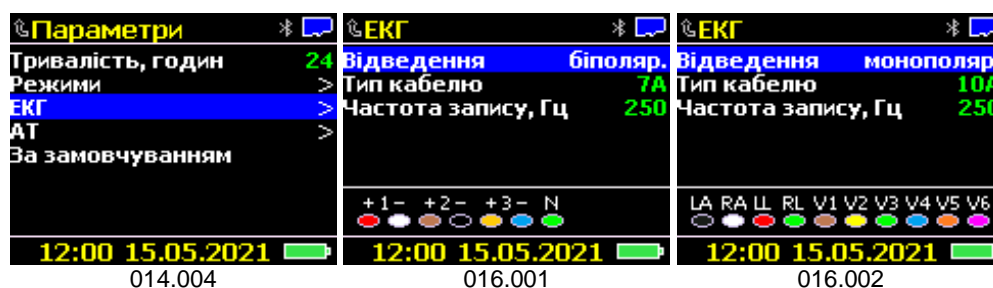 Параметри
Тривалість, годин 24
Режими >
ЕКГ >
АТ >
За замовчуванням
12:00 15.05.2021
014.004
ЕКГ
Відведення біполяр.
Тип кабелю 7А
Частота запису, Гц 250
+ 1 - + 2 - + 3 - N
12:00 15.05.2021
016.001
ЕКГ
Відведення монополяр
Тип кабелю 10А
Частота запису, Гц 250
LA RA LL RL V1 V2 V3 V4 V5 V6
12:00 15.05.2021
016.002